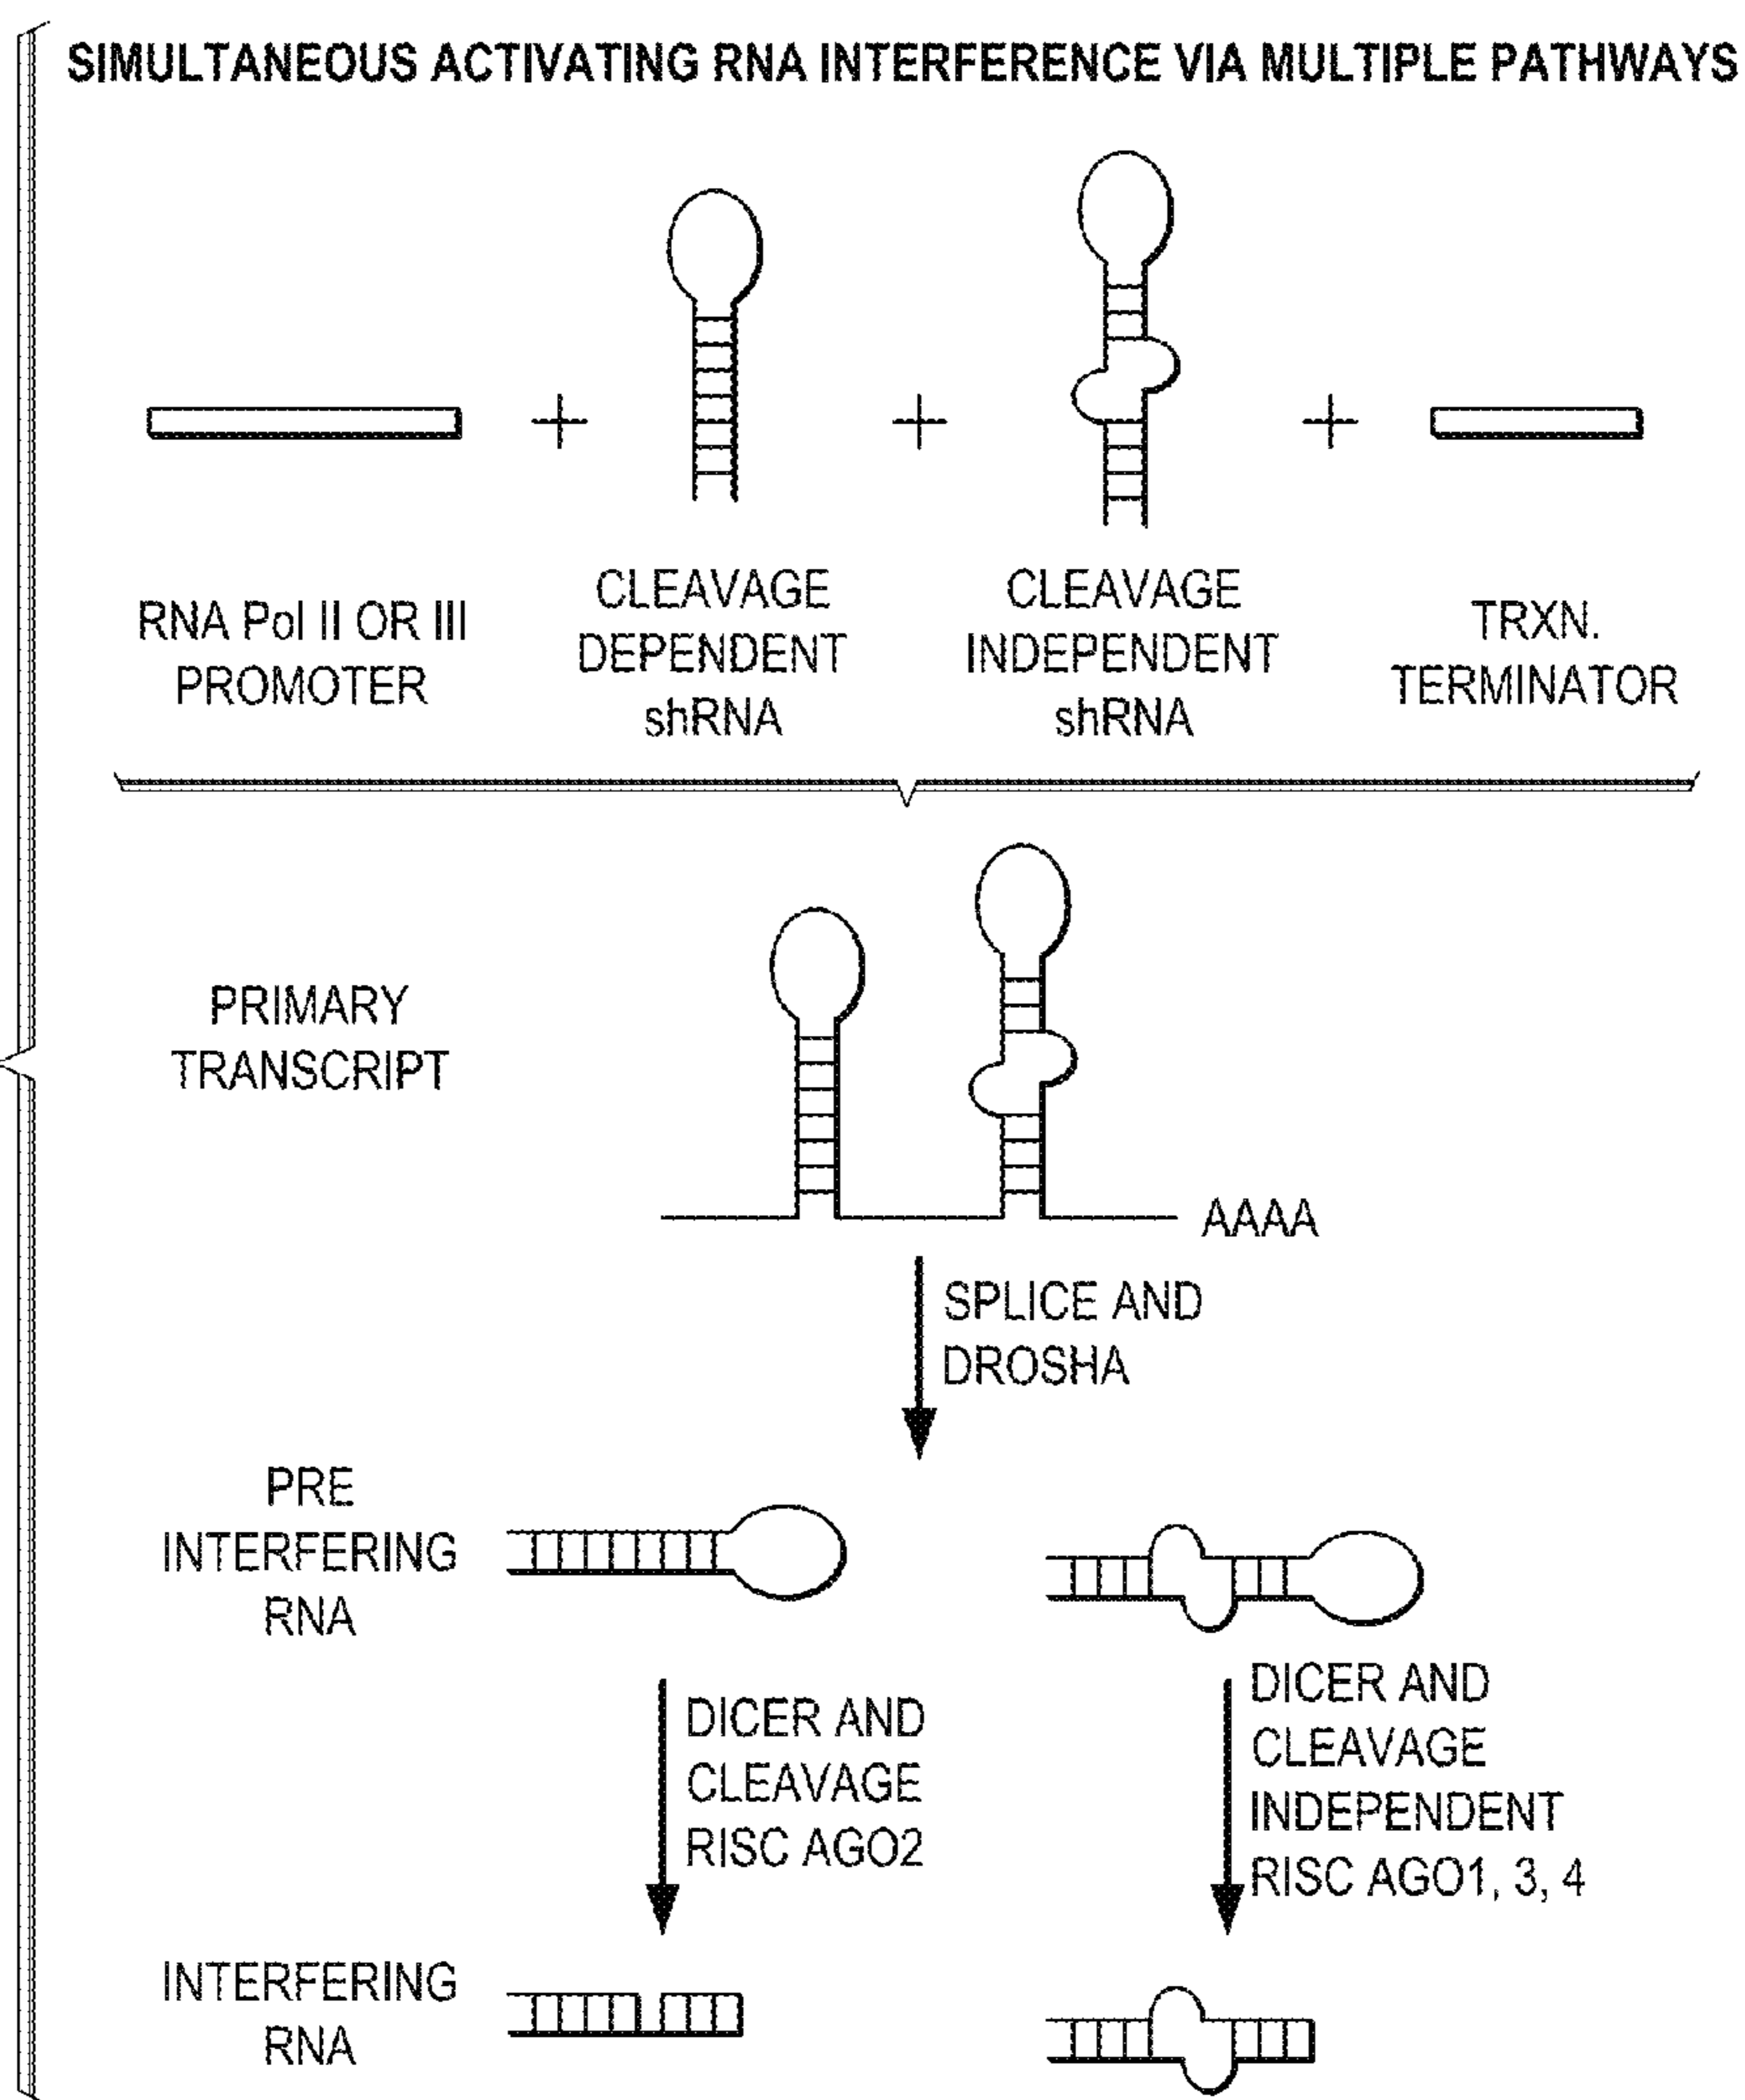 SIMULTANEOUS ACTIVATING RNA INTERFERENCE VIA MULTIPLE PATHWAYS
RNA Pol II OR III
PROMOTER
CLEAVAGE
DEPENDENT
shRNA
CLEAVAGE
INDEPENDENT
shRNA
TRXN.
TERMINATOR
PRIMARY
TRANSCRIPT
AAAA
SPLICE AND
DROSHA
PRE
INTERFERING
RNA
DICER AND
CLEAVAGE
RISC AGO2
DICER AND
CLEAVAGE
INDEPENDENT
RISC AGO1, 3, 4
INTERFERING
RNA